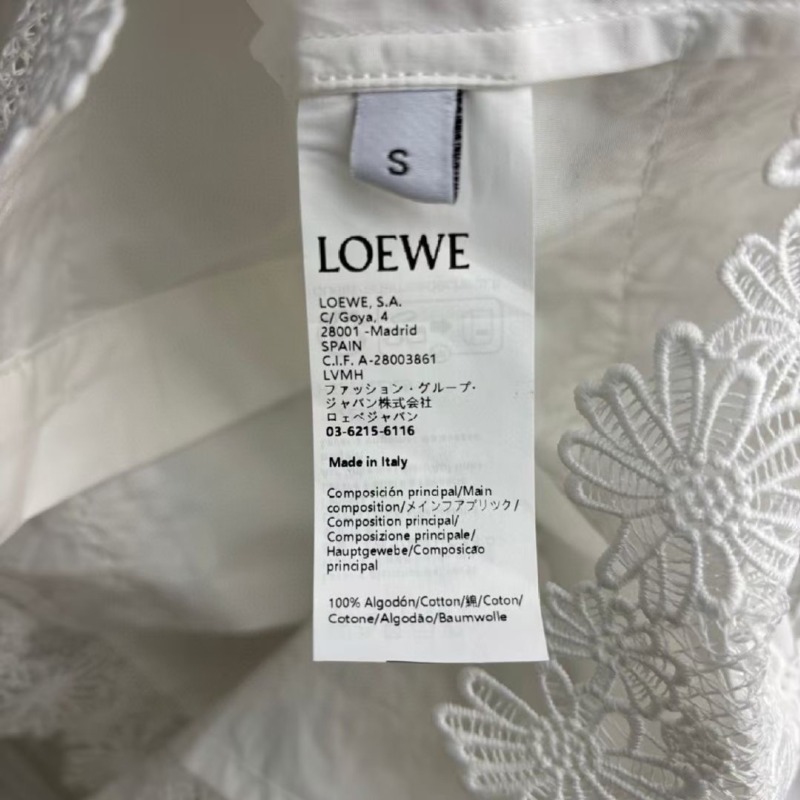 S
LOEWE
LOEWE, S.A.
C/ Goya, 4
28001 -Madrid
SPAIN
C.I.F. A-28003861
LVMH
ファッション・グループ・
ジャパン株式会社
ロェベジャパン
03-6215-6116
Made in Italy
Composición principal/Main
composition/メインファブリック/
Composition principal/
Composizione principale/
Hauptgewebe/Composicao
principal
100% Algodón/Cotton/綿/Coton/
Cotone/Algodão/Baumwolle